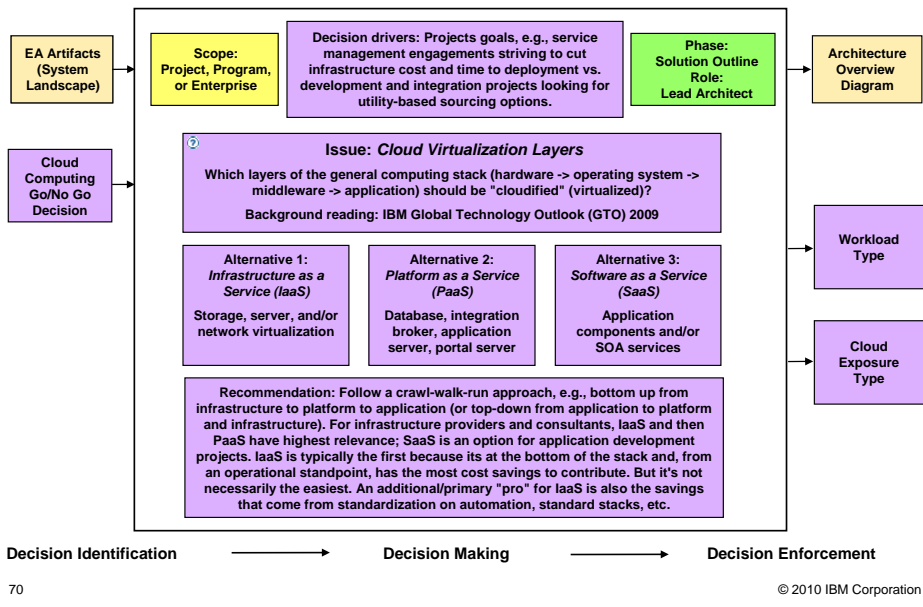 EA Artifacts
(System
Landscape)
Scope:
Project, Program,
or Enterprise
Decision drivers: Projects goals, e.g., service
management engagements striving to cut
infrastructure cost and time to deployment vs.
development and integration projects looking for
utility-based sourcing options.
Phase:
Solution Outline
Role:
Lead Architect
Architecture
Overview
Diagram
Cloud
Computing
Go/No Go
Decision
?
Issue: Cloud Virtualization Layers
Which layers of the general computing stack (hardware -> operating system ->
middleware -> application) should be "cloudified" (virtualized)?
Background reading: IBM Global Technology Outlook (GTO) 2009
Alternative 1:
Infrastructure as a
Service (IaaS)
Storage, server, and/or
network virtualization
Alternative 2:
Platform as a Service
(PaaS)
Database, integration
broker, application
server, portal server
Alternative 3:
Software as a Service
(SaaS)
Application
components and/or
SOA services
Workload
Type
Cloud
Exposure
Type
Recommendation: Follow a crawl-walk-run approach, e.g., bottom up from
infrastructure to platform to application (or top-down from application to platform
and infrastructure). For infrastructure providers and consultants, IaaS and then
PaaS have highest relevance; SaaS is an option for application development
projects. IaaS is typically the first because its at the bottom of the stack and, from
an operational standpoint, has the most cost savings to contribute. But it's not
necessarily the easiest. An additional/primary "pro" for IaaS is also the savings
that come from standardization on automation, standard stacks, etc.
Decision Identification
Decision Making
Decision Enforcement
70
© 2010 IBM Corporation